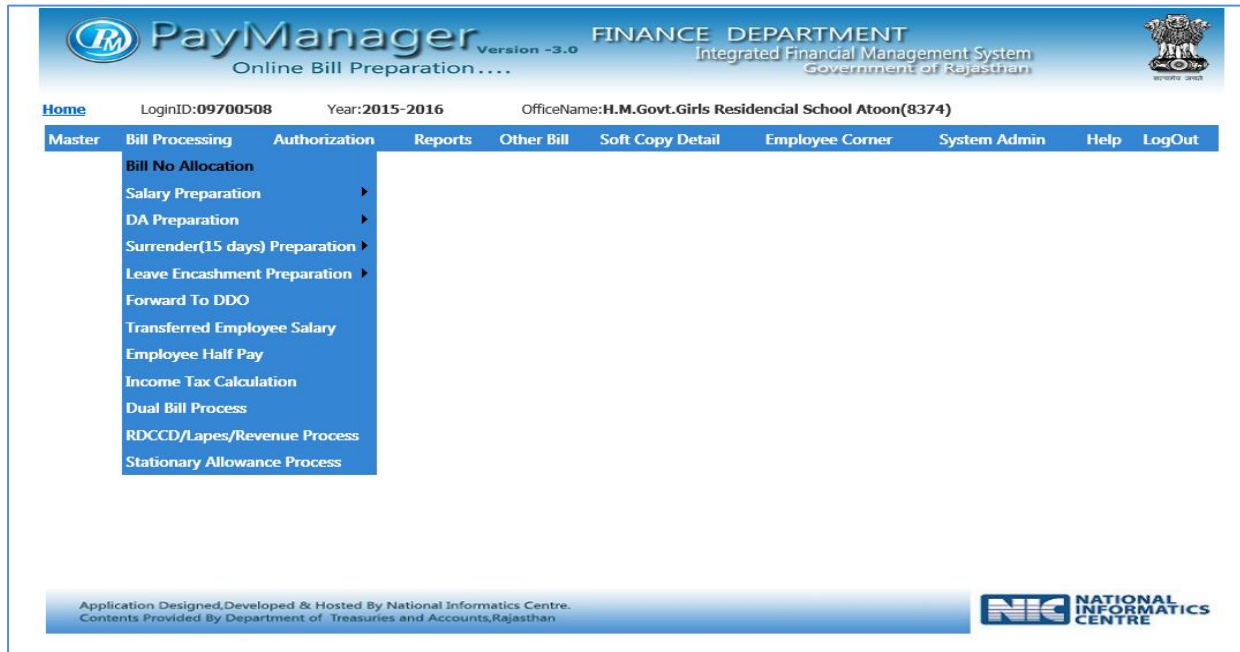 PM PayManager Version -3.0
Online Bill Preparation....
FINANCE DEPARTMENT
Integrated Financial Management System
Government of Rajasthan
सत्यमेव जयते
Home LoginID:09700508 Year:2015-2016 OfficeName:H.M.Govt.Girls Residencial School Atoon(8374)
Master Bill Processing Authorization Reports Other Bill Soft Copy Detail Employee Corner System Admin Help LogOut
Bill No Allocation
Salary Preparation
DA Preparation
Surrender(15 days) Preparation
Leave Encashment Preparation
Forward To DDO
Transferred Employee Salary
Employee Half Pay
Income Tax Calculation
Dual Bill Process
RDCCD/Lapes/Revenue Process
Stationary Allowance Process
Application Designed,Developed & Hosted By National Informatics Centre.
Contents Provided By Department of Treasuries and Accounts,Rajasthan
NIC NATIONAL
INFORMATICS
CENTRE